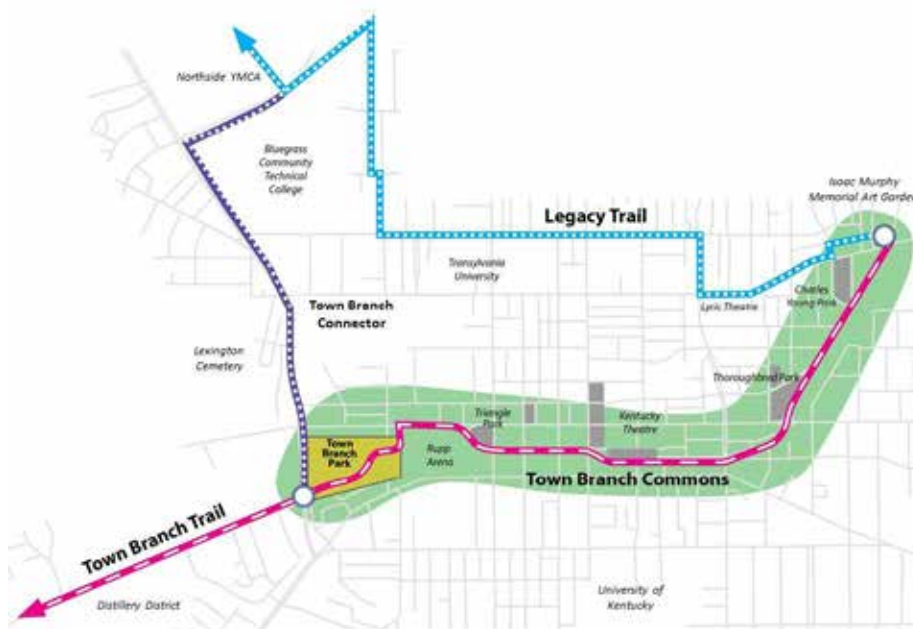 Northside YMCA
Bluegrass
Community
Technical
College
Isaac Murphy
Memorial Art Garden
Legacy Trail
Transylvania
University
Charles
Young Park
Lyric Theatre
Town Branch
Connector
Lexington
Cemetery
Thoroughbred Park
Triangle
Park
Kentucky
Theatre
Town
Branch
Park
Rupp
Arena
Town Branch Commons
Town Branch Trail
Distillery District
University of
Kentucky